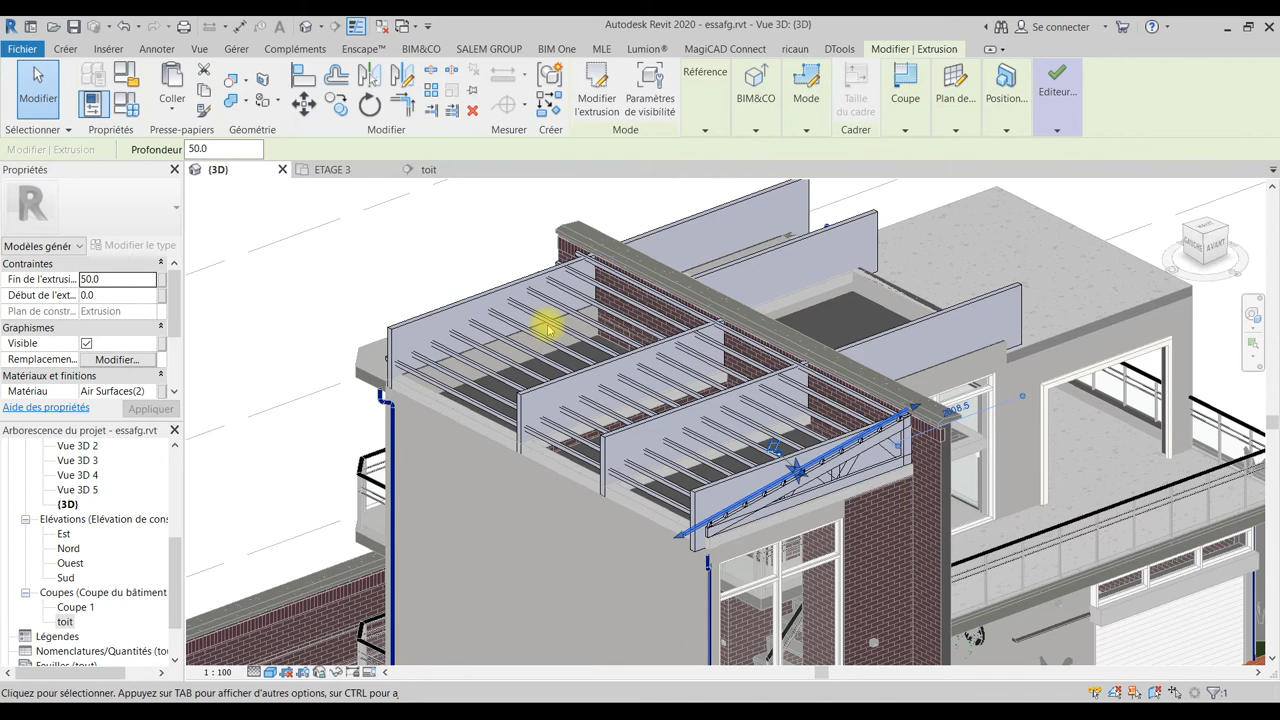 Autodesk Revit 2020 - essafg.rvt - Vue 3D: {3D}
Se connecter
Fichier Créer Insérer Annoter Vue Gérer Compléments Enscape™ BIM&CO SALEM GROUP BIM One MLE Lumion® MagiCAD Connect ricaun DTools Modifier | Extrusion
Modifier
Coller
Modifier l'extrusion
Paramètres de visibilité
Référence
BIM&CO
Mode
Taille du cadre
Coupe
Plan de...
Position...
Editeur...
Sélectionner Propriétés Presse-papiers Géométrie Modifier Mesurer Créer Mode Cadrer
Modifier | Extrusion Profondeur 50.0
Propriétés
{3D} ETAGE 3 toit
Modèles génér Modifier le type
Contraintes
Fin de l'extrusi... 50.0
Début de l'ext... 0.0
Plan de constr... Extrusion
Graphismes
Visible
Remplacemen... Modifier...
Matériaux et finitions
Matériau Air Surfaces(2)
Aide des propriétés Appliquer
Arborescence du projet - essafg.rvt
Vue 3D 2
Vue 3D 3
Vue 3D 4
Vue 3D 5
{3D}
Elévations (Elévation de cons
Est
Nord
Ouest
Sud
Coupes (Coupe du bâtiment
Coupe 1
toit
Légendes
Nomenclatures/Quantités (tou
Feuilles (tout)
GAUCHE AVANT
1 : 100
Cliquez pour sélectionner. Appuyez sur TAB pour afficher d'autres options, sur CTRL pour a
:1